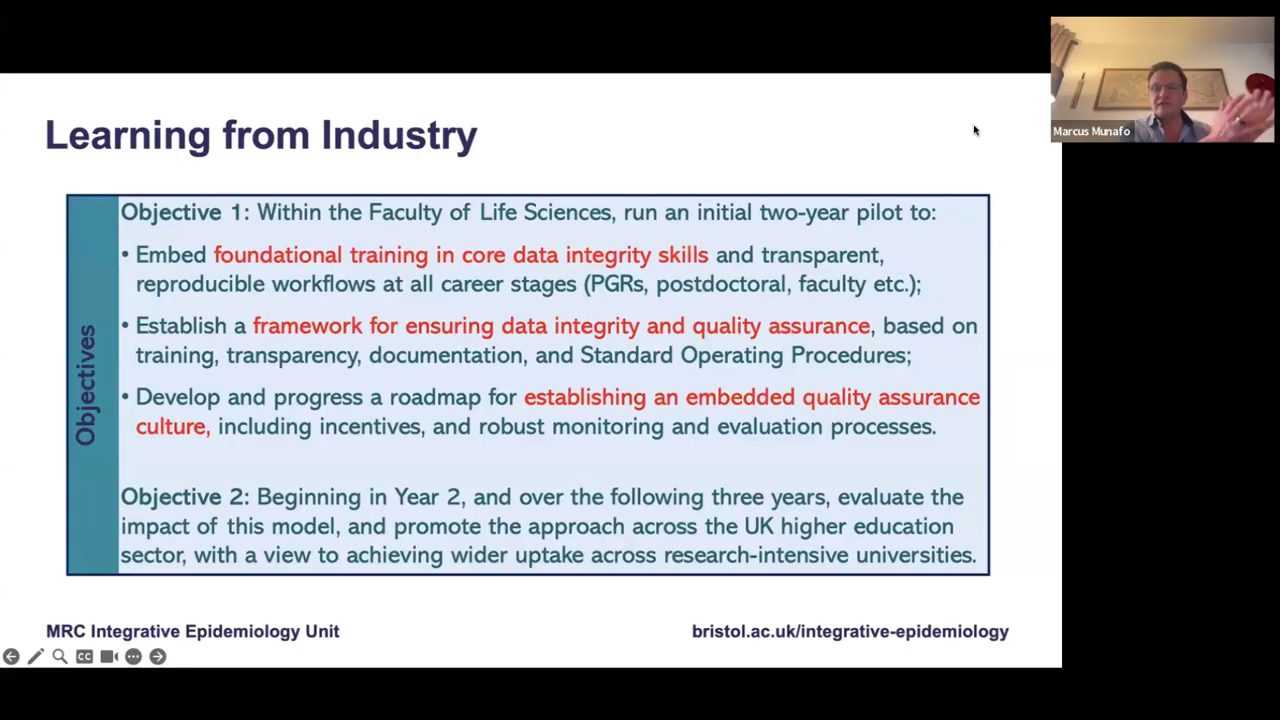 Learning from Industry
Marcus Munafo
Objectives
Objective 1: Within the Faculty of Life Sciences, run an initial two-year pilot to:
• Embed foundational training in core data integrity skills and transparent,
reproducible workflows at all career stages (PGRs, postdoctoral, faculty etc.);
• Establish a framework for ensuring data integrity and quality assurance, based on
training, transparency, documentation, and Standard Operating Procedures;
• Develop and progress a roadmap for establishing an embedded quality assurance
culture, including incentives, and robust monitoring and evaluation processes.
Objective 2: Beginning in Year 2, and over the following three years, evaluate the
impact of this model, and promote the approach across the UK higher education
sector, with a view to achieving wider uptake across research-intensive universities.
MRC Integrative Epidemiology Unit
bristol.ac.uk/integrative-epidemiology
CC